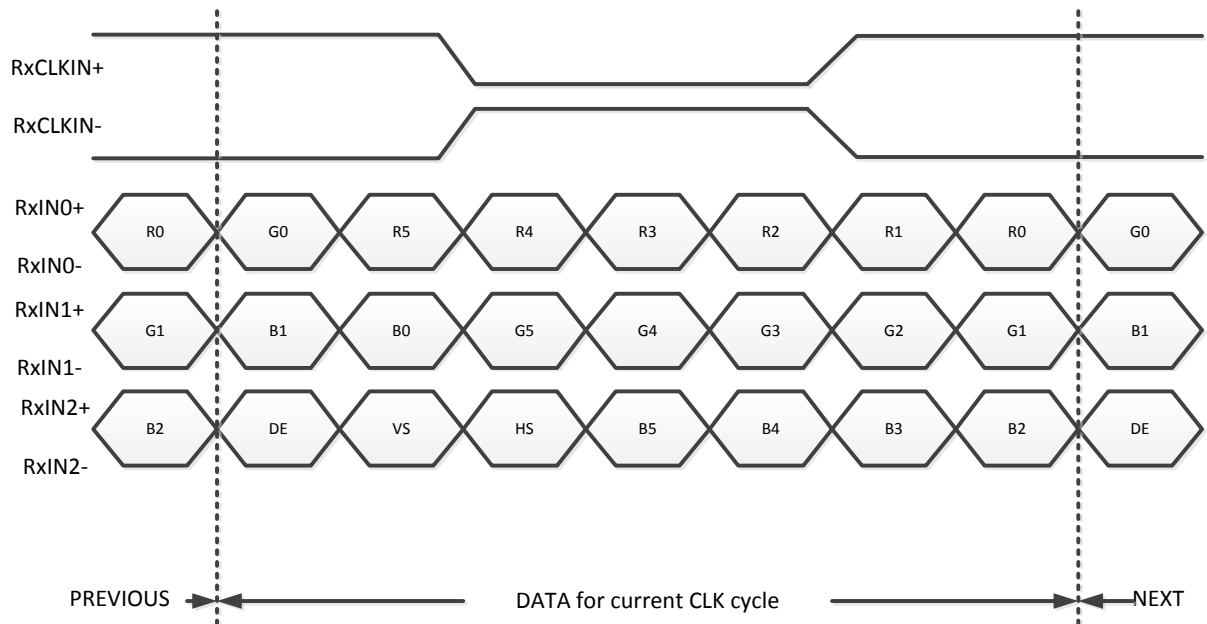 RxCLKIN+
RxCLKIN-
RxIN0+
R0 G0 R5 R4 R3 R2 R1 R0 G0
RxIN0-
RxIN1+
G1 B1 B0 G5 G4 G3 G2 G1 B1
RxIN1-
RxIN2+
B2 DE VS HS B5 B4 B3 B2 DE
RxIN2-
PREVIOUS DATA for current CLK cycle NEXT